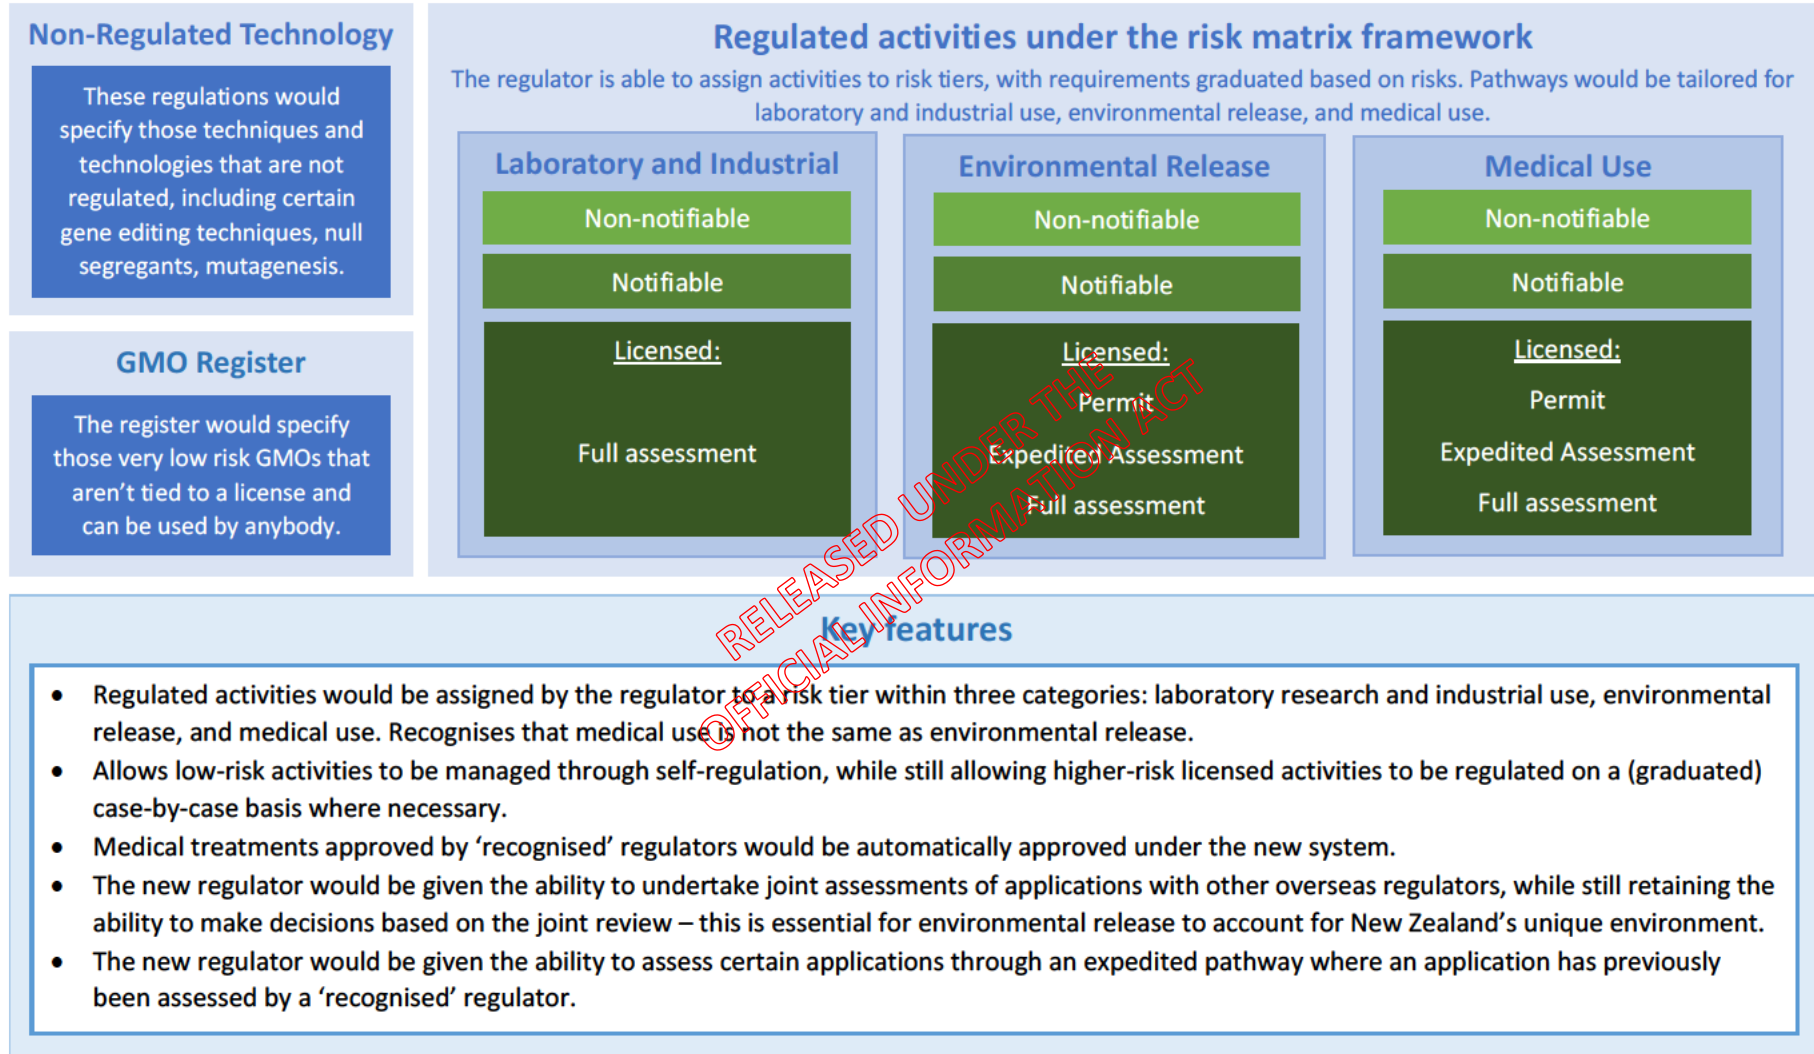 Non-Regulated Technology
These regulations would
specify those techniques and
technologies that are not
regulated, including certain
gene editing techniques, null
segregants, mutagenesis.
GMO Register
The register would specify
those very low risk GMOs that
aren’t tied to a license and
can be used by anybody.
Regulated activities under the risk matrix framework
The regulator is able to assign activities to risk tiers, with requirements graduated based on risks. Pathways would be tailored for
laboratory and industrial use, environmental release, and medical use.
Laboratory and Industrial
Non-notifiable
Notifiable
Licensed:
Full assessment
Environmental Release
Non-notifiable
Notifiable
Licensed:
Permit
Expedited Assessment
Full assessment
Medical Use
Non-notifiable
Notifiable
Licensed:
Permit
Expedited Assessment
Full assessment
RELEASED UNDER THE
OFFICIAL INFORMATION ACT
Key features
• Regulated activities would be assigned by the regulator to a risk tier within three categories: laboratory research and industrial use, environmental
release, and medical use. Recognises that medical use is not the same as environmental release.
• Allows low-risk activities to be managed through self-regulation, while still allowing higher-risk licensed activities to be regulated on a (graduated)
case-by-case basis where necessary.
• Medical treatments approved by ‘recognised’ regulators would be automatically approved under the new system.
• The new regulator would be given the ability to undertake joint assessments of applications with other overseas regulators, while still retaining the
ability to make decisions based on the joint review – this is essential for environmental release to account for New Zealand’s unique environment.
• The new regulator would be given the ability to assess certain applications through an expedited pathway where an application has previously
been assessed by a ‘recognised’ regulator.